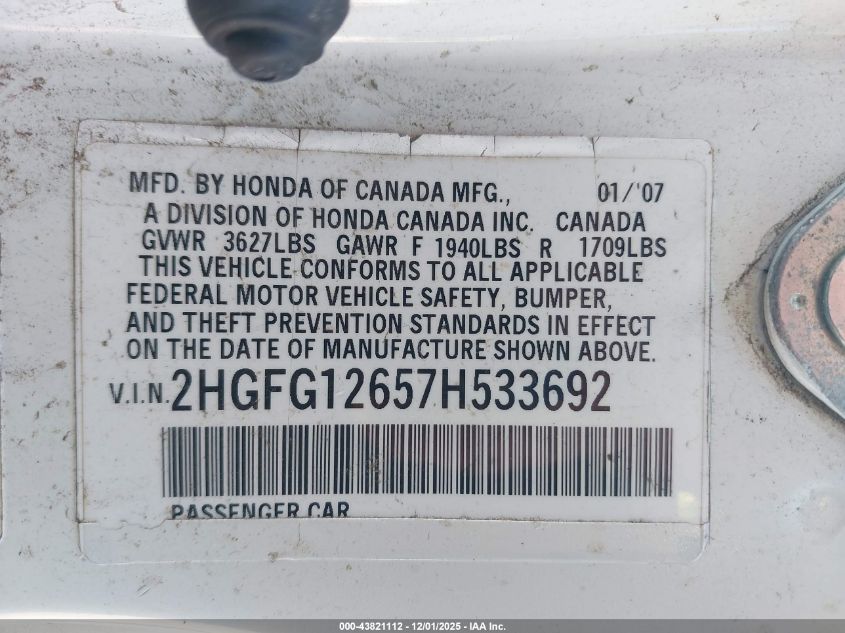 MFD. BY HONDA OF CANADA MFG., 01/'07
A DIVISION OF HONDA CANADA INC. CANADA
GVWR 3627LBS GAWR F 1940LBS R 1709LBS
THIS VEHICLE CONFORMS TO ALL APPLICABLE
FEDERAL MOTOR VEHICLE SAFETY, BUMPER,
AND THEFT PREVENTION STANDARDS IN EFFECT
ON THE DATE OF MANUFACTURE SHOWN ABOVE.
V.I.N. 2HGFG12657H533692
PASSENGER CAR
000-43821112 - 12/01/2025 - IAA Inc.